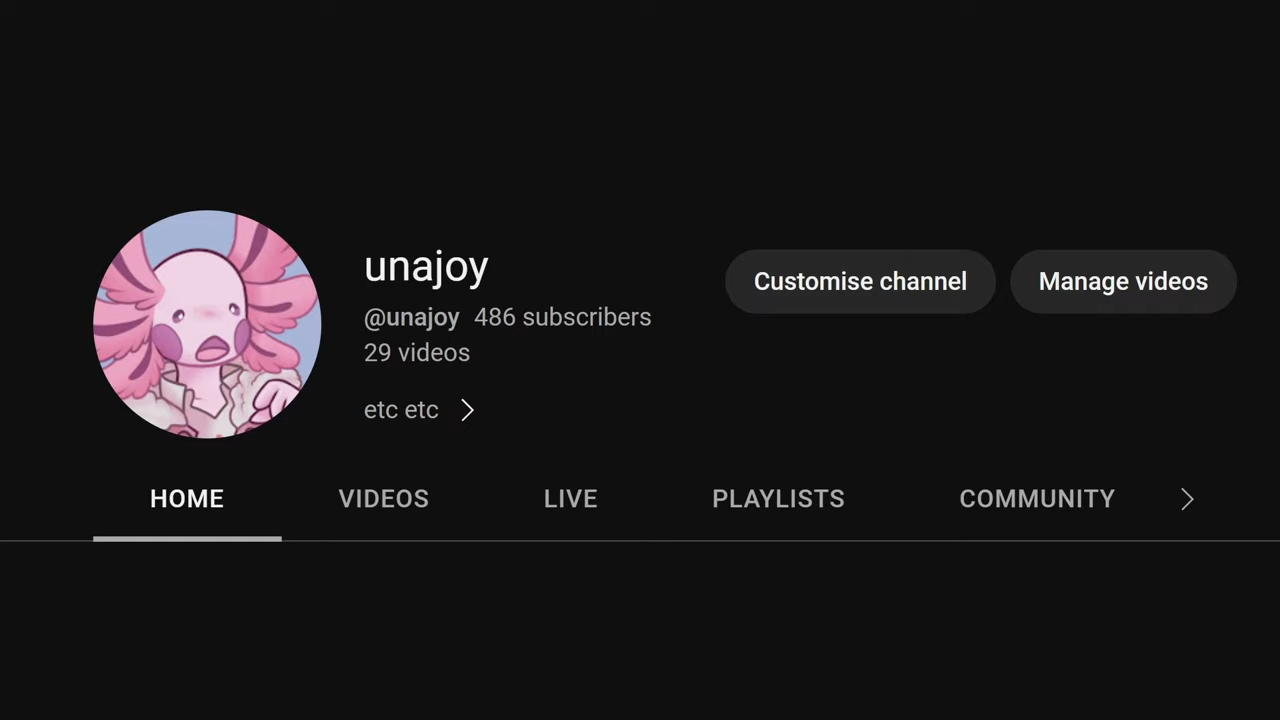 unajoy
@unajoy 486 subscribers
29 videos
etc etc
Customise channel
Manage videos
HOME VIDEOS LIVE PLAYLISTS COMMUNITY